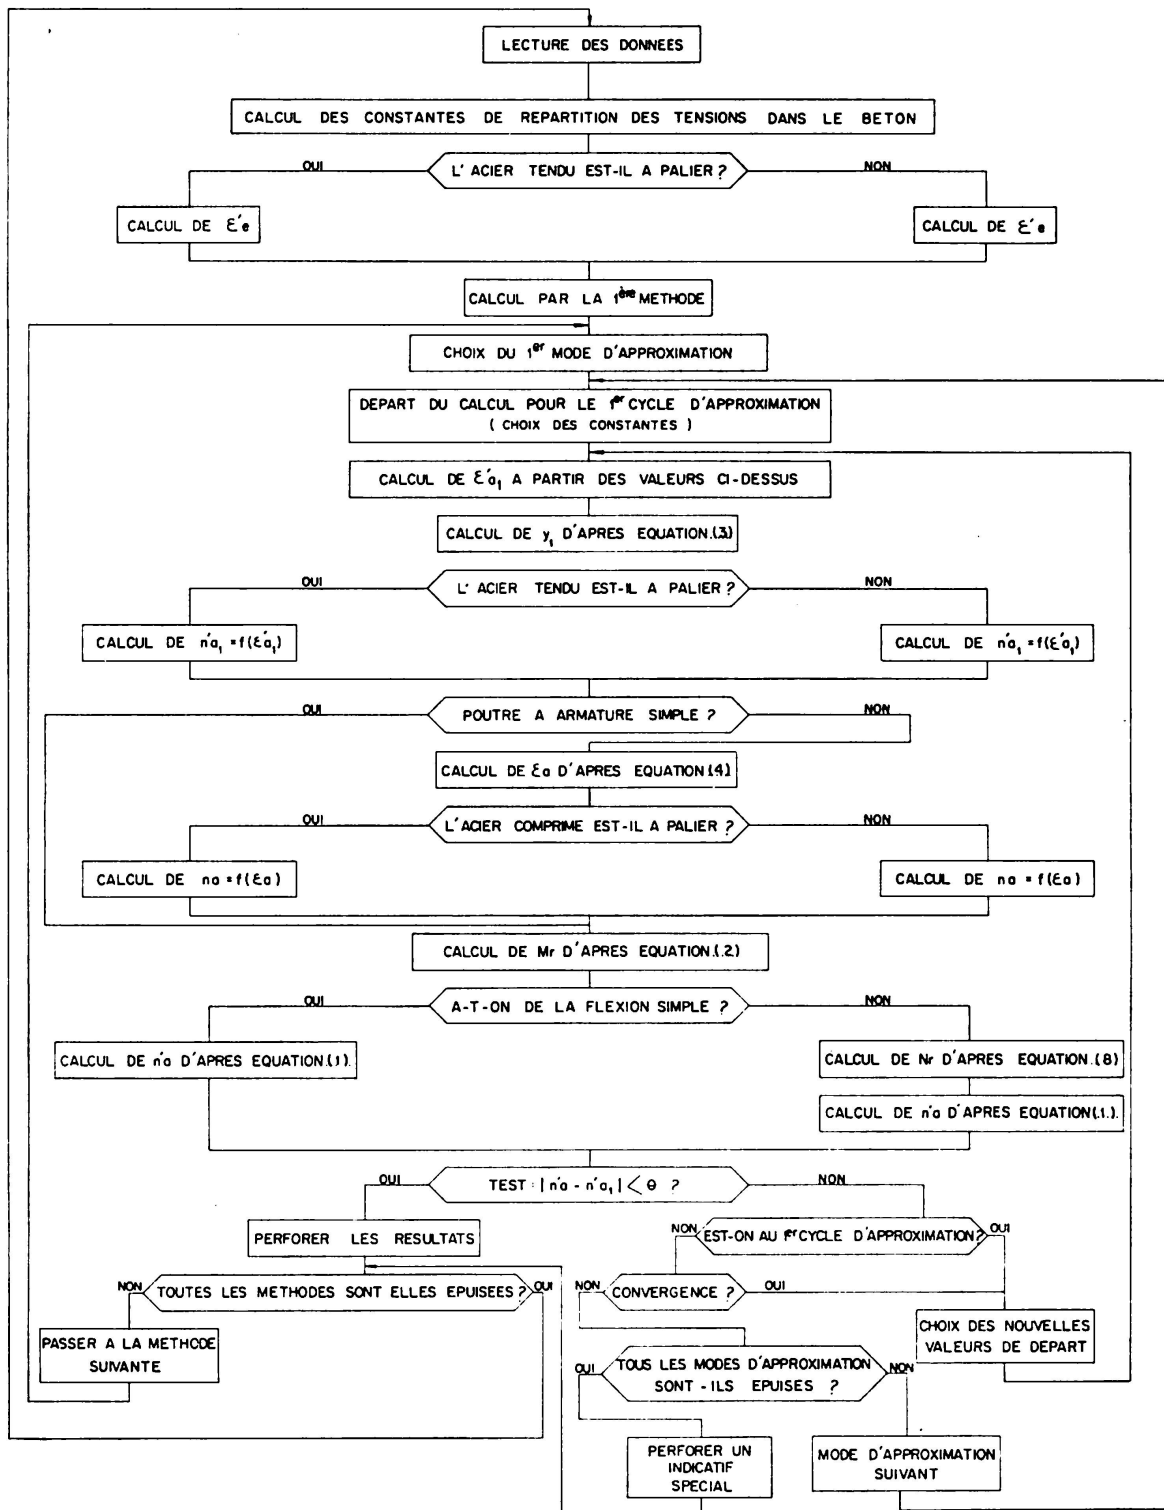 LECTURE DES DONNEES
CALCUL DES CONSTANTES DE REPARTITION DES TENSIONS DANS LE BETON
OUI
L'ACIER TENDU EST-IL A PALIER ?
NON
CALCUL DE Ɛ'e
CALCUL DE Ɛ'e
CALCUL PAR LA 1ère METHODE
CHOIX DU 1er MODE D'APPROXIMATION
DEPART DU CALCUL POUR LE 1er CYCLE D'APPROXIMATION
( CHOIX DES CONSTANTES )
CALCUL DE Ɛ'a₁ A PARTIR DES VALEURS CI-DESSUS
CALCUL DE y₁ D'APRES EQUATION.(3)
OUI
L'ACIER TENDU EST-IL A PALIER ?
NON
CALCUL DE n'a₁ = f(Ɛ'a₁)
CALCUL DE n'a₁ = f(Ɛ'a₁)
OUI
POUTRE A ARMATURE SIMPLE ?
NON
CALCUL DE Ɛa D'APRES EQUATION.(4)
OUI
L'ACIER COMPRIME EST-IL A PALIER ?
NON
CALCUL DE na = f(Ɛa)
CALCUL DE na = f(Ɛa)
CALCUL DE Mr D'APRES EQUATION.(.2)
OUI
A-T-ON DE LA FLEXION SIMPLE ?
NON
CALCUL DE n'a D'APRES EQUATION.(1).
CALCUL DE Nr D'APRES EQUATION.(8)
CALCUL DE n'a D'APRES EQUATION(.1.).
OUI
TEST : | n'a - n'a₁ | < θ ?
NON
PERFORER LES RESULTATS
NON
EST-ON AU 1er CYCLE D'APPROXIMATION?
OUI
NON
TOUTES LES METHODES SONT ELLES EPUISEES ?
OUI
NON
CONVERGENCE ?
OUI
PASSER A LA METHODE
SUIVANTE
CHOIX DES NOUVELLES
VALEURS DE DEPART
OUI
TOUS LES MODES D'APPROXIMATION
SONT - ILS EPUISES ?
NON
PERFORER UN
INDICATIF
SPECIAL
MODE D'APPROXIMATION
SUIVANT